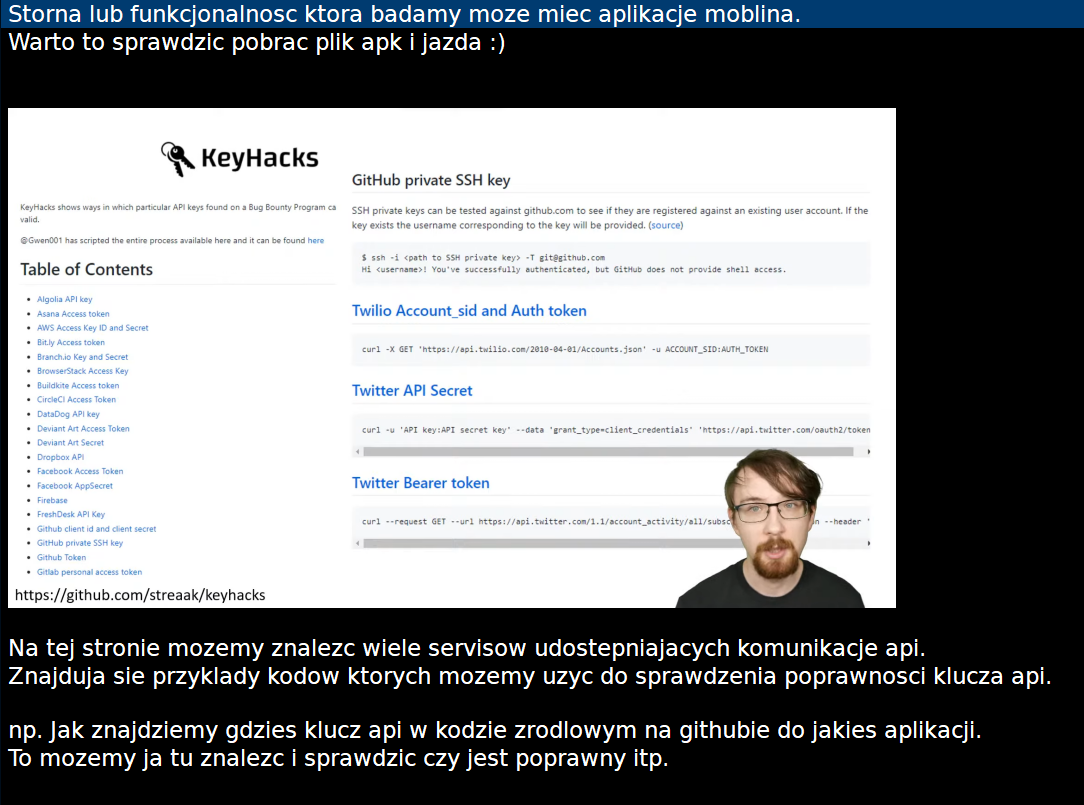 Storna lub funkcjonalnosc ktora badamy moze miec aplikacje moblina.
Warto to sprawdzic pobrac plik apk i jazda :)
KeyHacks
KeyHacks shows ways in which particular API keys found on a Bug Bounty Program ca
valid.
@Gwen001 has scripted the entire process available here and it can be found here
Table of Contents
Algolia API key
Asana Access token
AWS Access Key ID and Secret
Bit.ly Access token
Branch.io Key and Secret
BrowserStack Access Key
Buildkite Access token
CircleCI Access Token
DataDog API key
Deviant Art Access Token
Deviant Art Secret
Dropbox API
Facebook Access Token
Facebook AppSecret
Firebase
FreshDesk API Key
Github client id and client secret
GitHub private SSH key
Github Token
Gitlab personal access token
https://github.com/streaak/keyhacks
GitHub private SSH key
SSH private keys can be tested against github.com to see if they are registered against an existing user account. If the
key exists the username corresponding to the key will be provided. (source)
$ ssh -i <path to SSH private key> -T git@github.com
Hi <username>! You've successfully authenticated, but GitHub does not provide shell access.
Twilio Account_sid and Auth token
curl -X GET 'https://api.twilio.com/2010-04-01/Accounts.json' -u ACCOUNT_SID:AUTH_TOKEN
Twitter API Secret
curl -u 'API key:API secret key' --data 'grant_type=client_credentials' 'https://api.twitter.com/oauth2/token
Twitter Bearer token
curl --request GET --url https://api.twitter.com/1.1/account_activity/all/subsc n --header '
Na tej stronie mozemy znalezc wiele servisow udostepniajacych komunikacje api.
Znajduja sie przyklady kodow ktorych mozemy uzyc do sprawdzenia poprawnosci klucza api.
np. Jak znajdziemy gdzies klucz api w kodzie zrodlowym na githubie do jakies aplikacji.
To mozemy ja tu znalezc i sprawdzic czy jest poprawny itp.